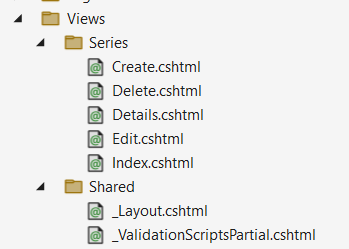 Views
Series
Create.cshtml
Delete.cshtml
Details.cshtml
Edit.cshtml
Index.cshtml
Shared
_Layout.cshtml
_ValidationScriptsPartial.cshtml